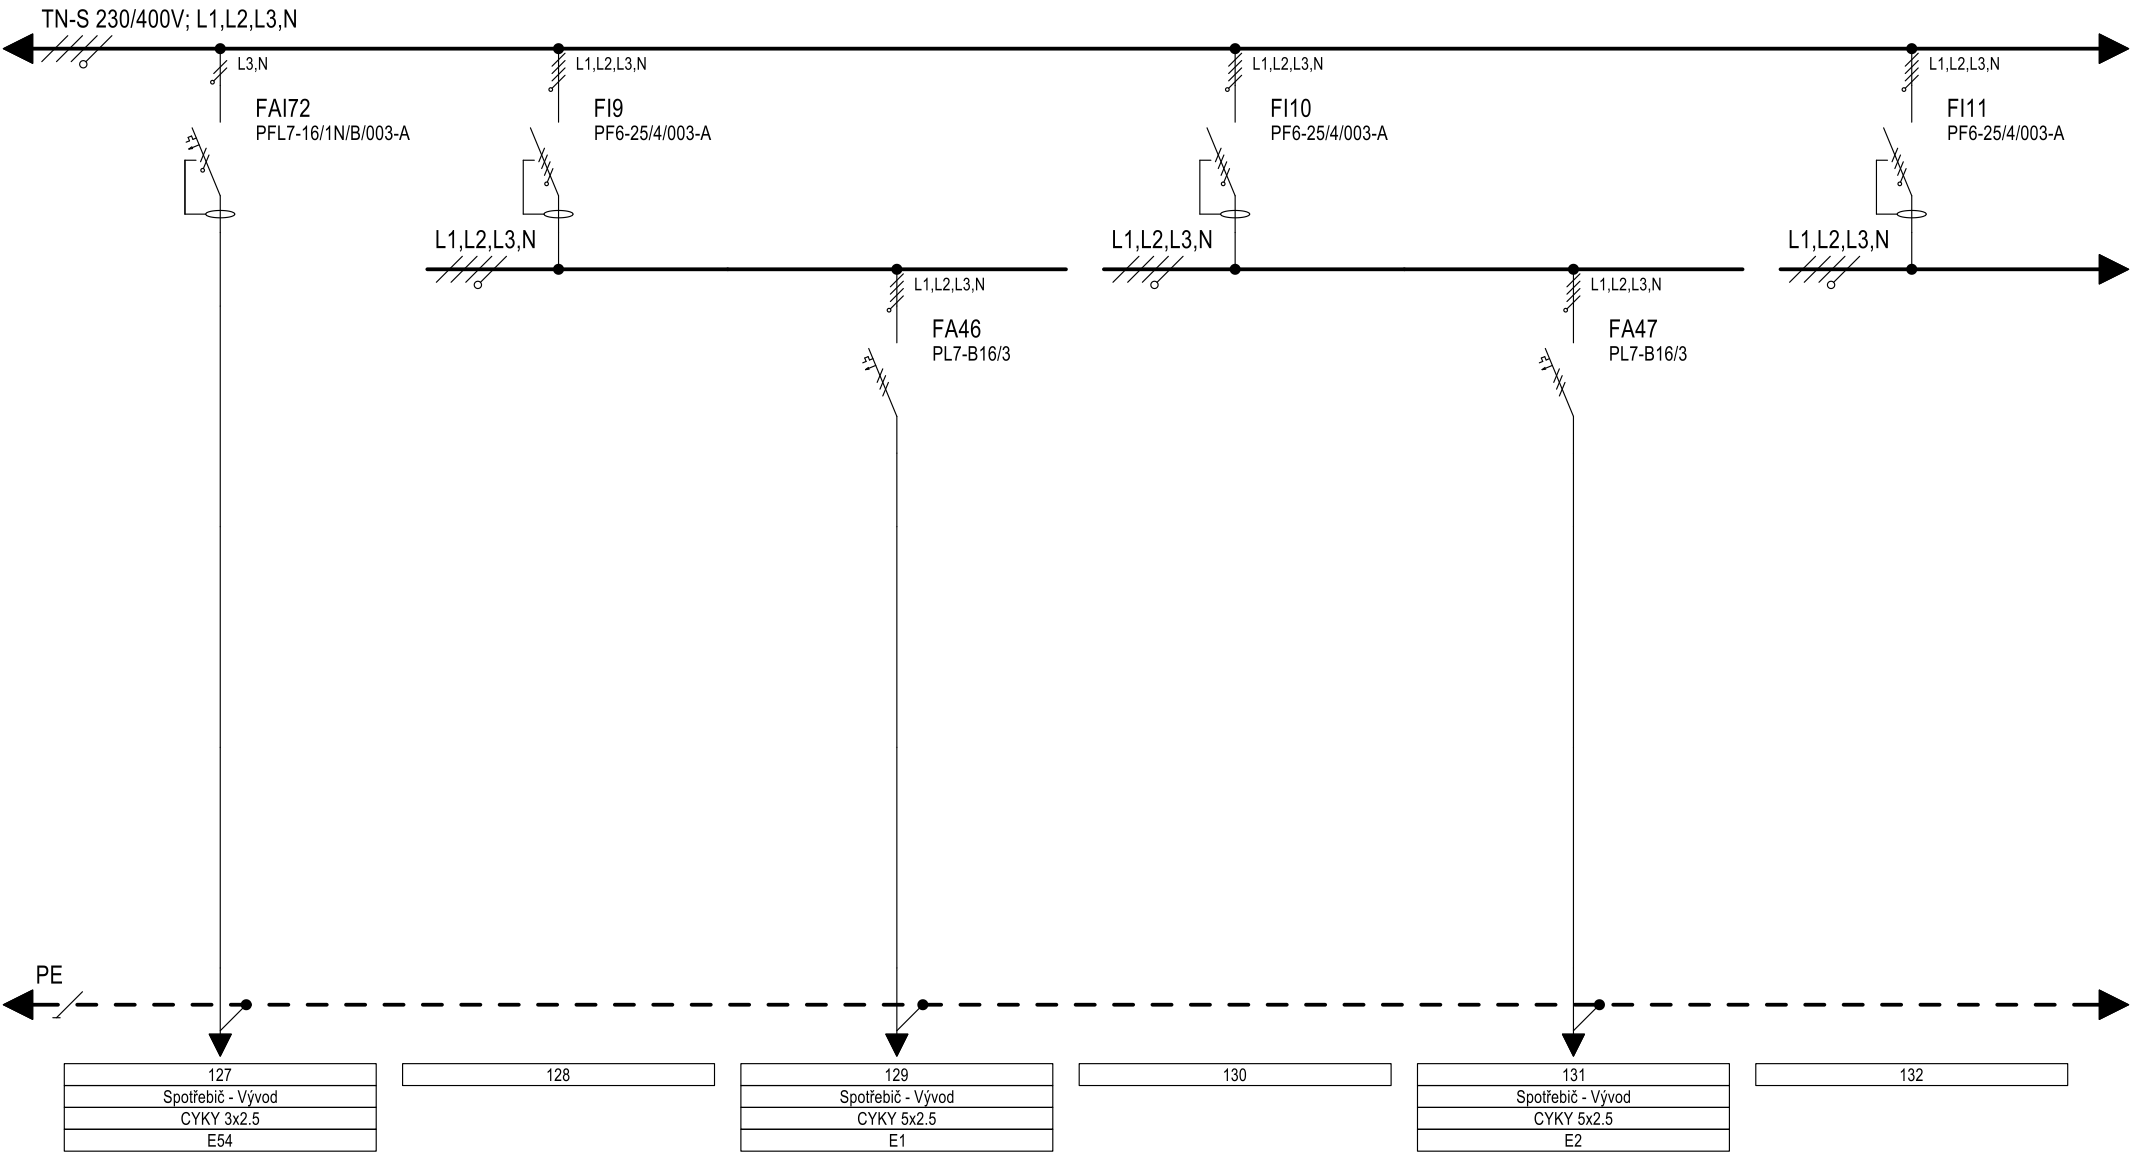 TN-S 230/400V; L1,L2,L3,N
L3,N
L1,L2,L3,N
L1,L2,L3,N
L1,L2,L3,N
FAI72
PFL7-16/1N/B/003-A
FI9
PF6-25/4/003-A
FI10
PF6-25/4/003-A
FI11
PF6-25/4/003-A
L1,L2,L3,N
L1,L2,L3,N
L1,L2,L3,N
L1,L2,L3,N
L1,L2,L3,N
FA46
PL7-B16/3
FA47
PL7-B16/3
PE
127
Spotřebič - Vývod
CYKY 3x2.5
E54
128
129
Spotřebič - Vývod
CYKY 5x2.5
E1
130
131
Spotřebič - Vývod
CYKY 5x2.5
E2
132